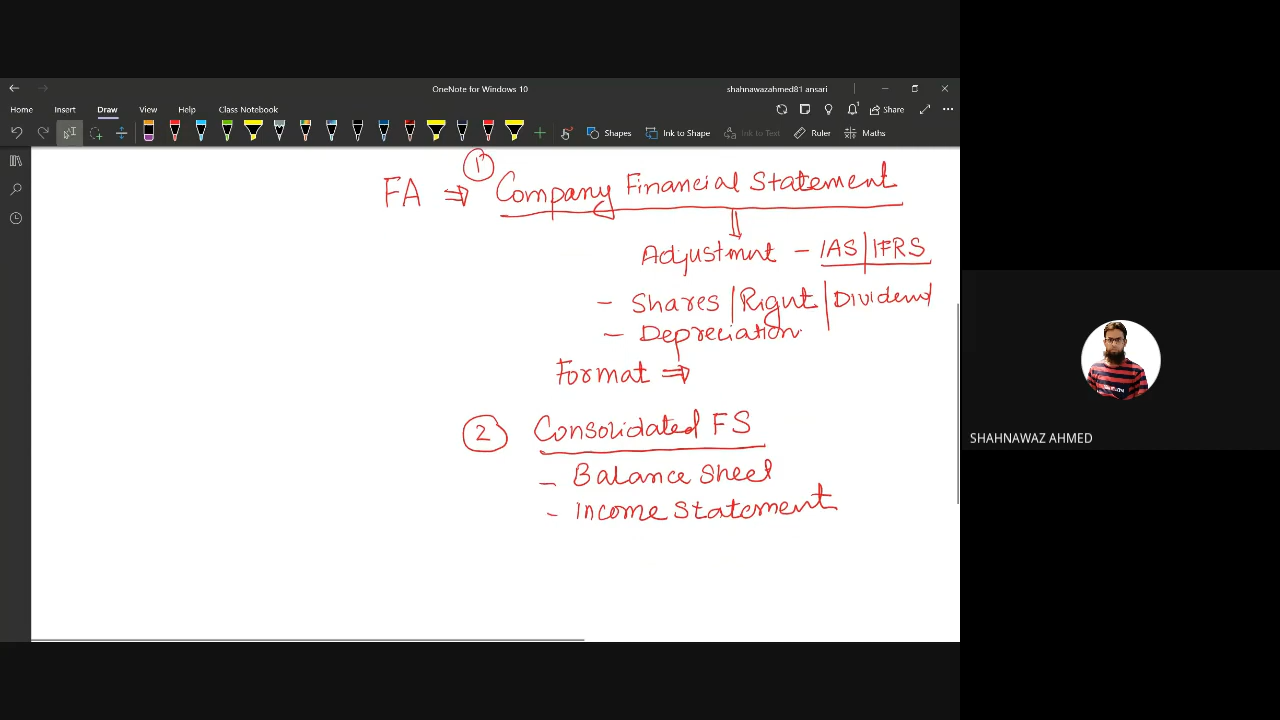 OneNote for Windows 10
shahnawazahmed81 ansari
Home Insert Draw View Help Class Notebook Share
Shapes Ink to Shape Ink to Text Ruler Maths
1
FA ⇒ Company Financial Statement
Adjustment - IAS | IFRS
- Shares | Right | Dividend
- Depreciation
Format ⇒
2 Consolidated FS
- Balance Sheet
- Income Statement
SHAHNAWAZ AHMED